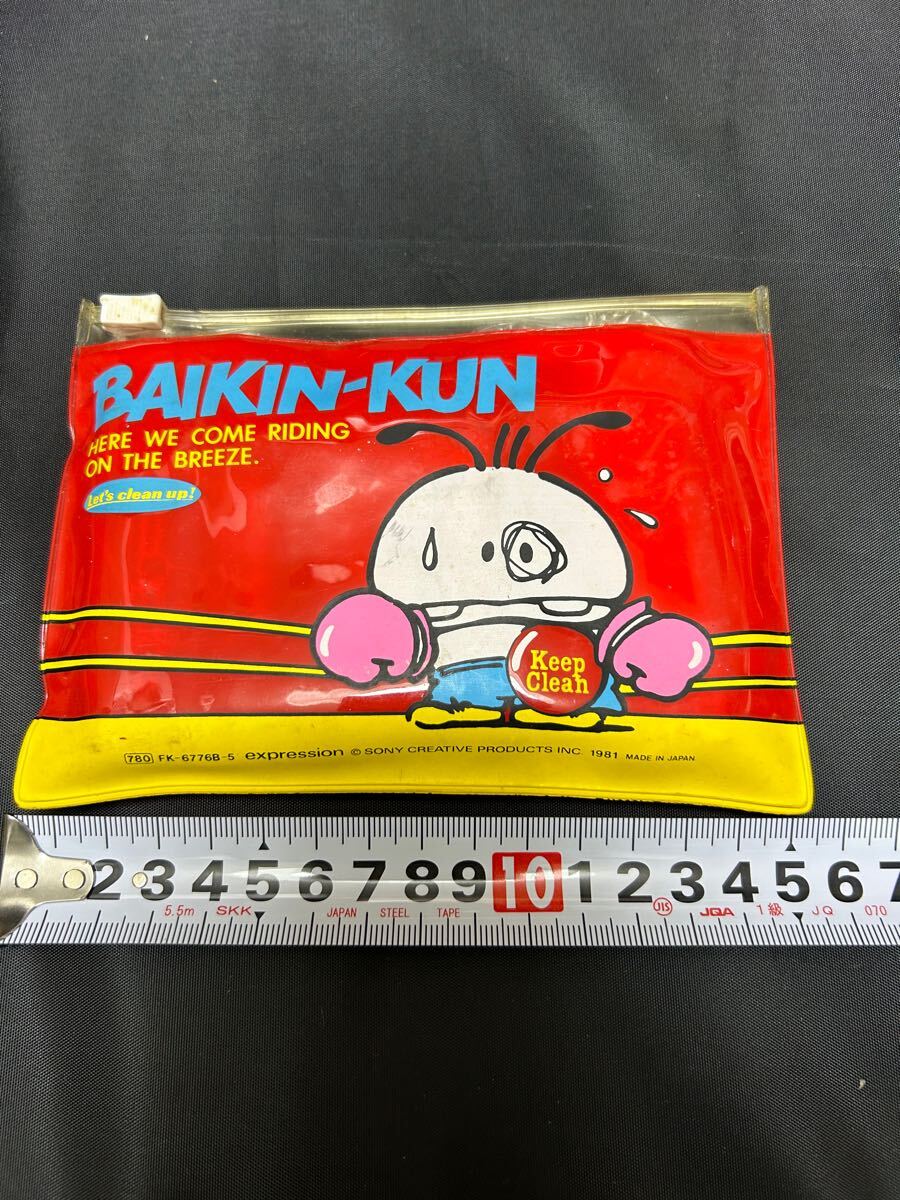 BAIKIN-KUN
HERE WE COME RIDING
ON THE BREEZE.
Let's clean up!
Keep
Clean
780 FK-6776B-5 expression © SONY CREATIVE PRODUCTS INC. 1981 MADE IN JAPAN
2 3 4 5 6 7 8 9 10 1 2 3 4 5 6 7
5.5m SKK JAPAN STEEL TAPE JIS JQA 1級 JQ 070